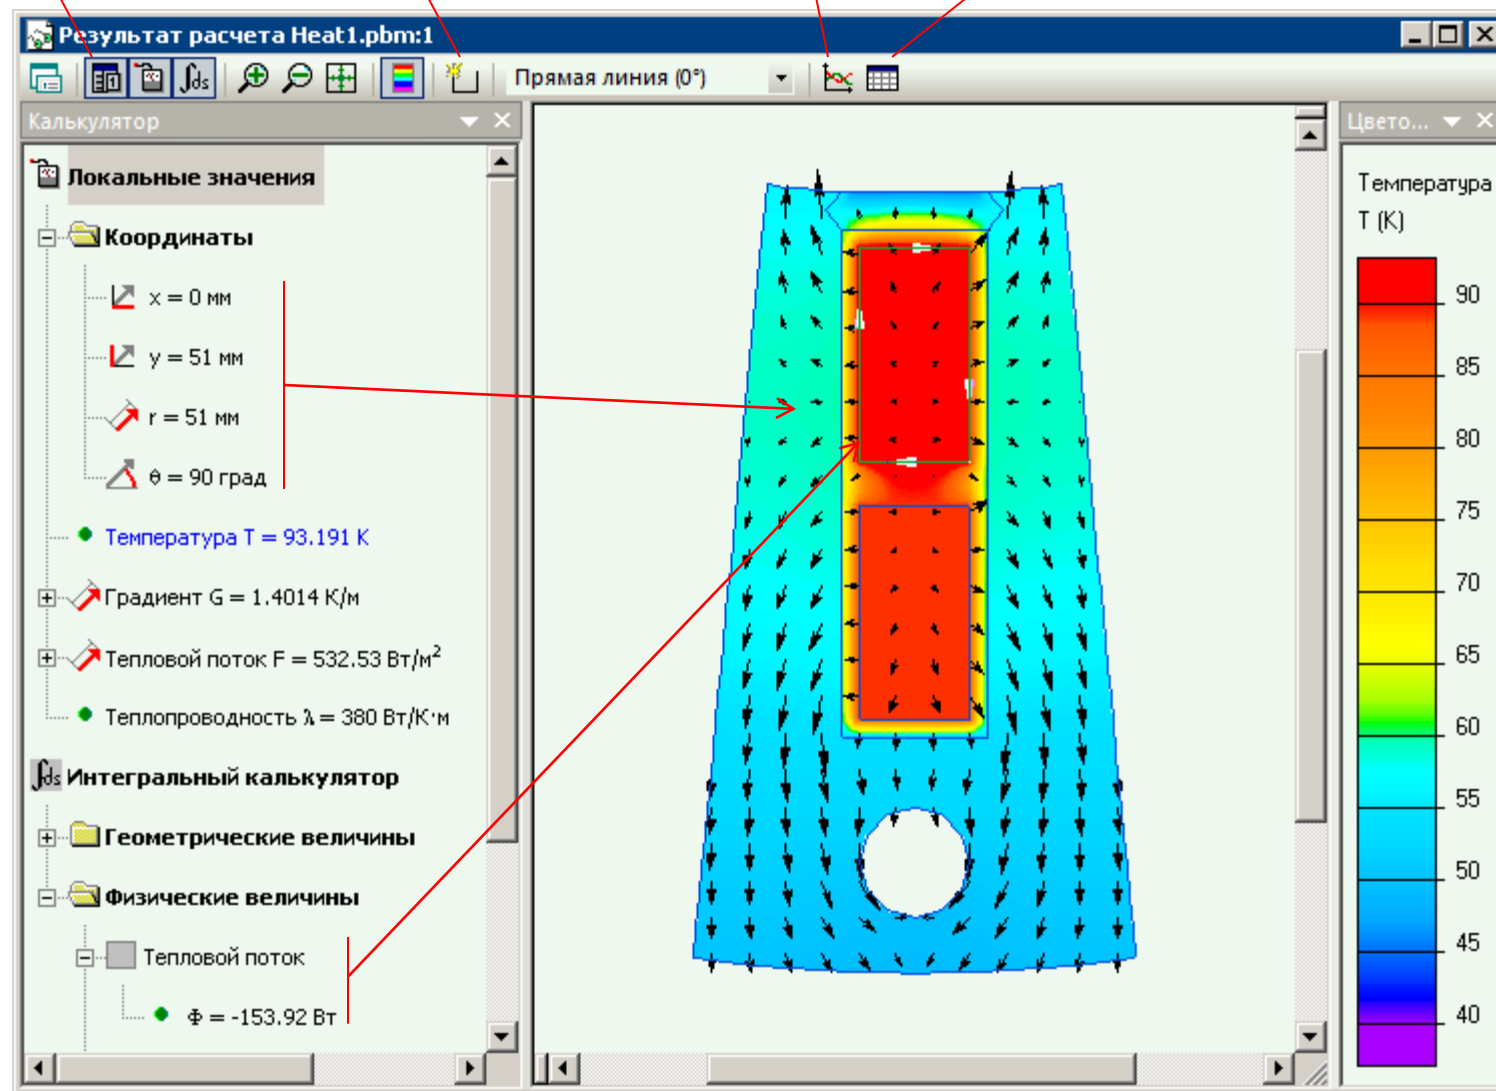 Результат расчета Heat1.pbm:1
∫ds
Прямая линия (0°)
Калькулятор
Цвето...
Локальные значения
Координаты
x = 0 мм
y = 51 мм
r = 51 мм
θ = 90 град
Температура T = 93.191 К
Градиент G = 1.4014 К/м
Тепловой поток F = 532.53 Вт/м²
Теплопроводность λ = 380 Вт/К·м
∫ds Интегральный калькулятор
Геометрические величины
Физические величины
Тепловой поток
Φ = -153.92 Вт
Температура
T (K)
90
85
80
75
70
65
60
55
50
45
40